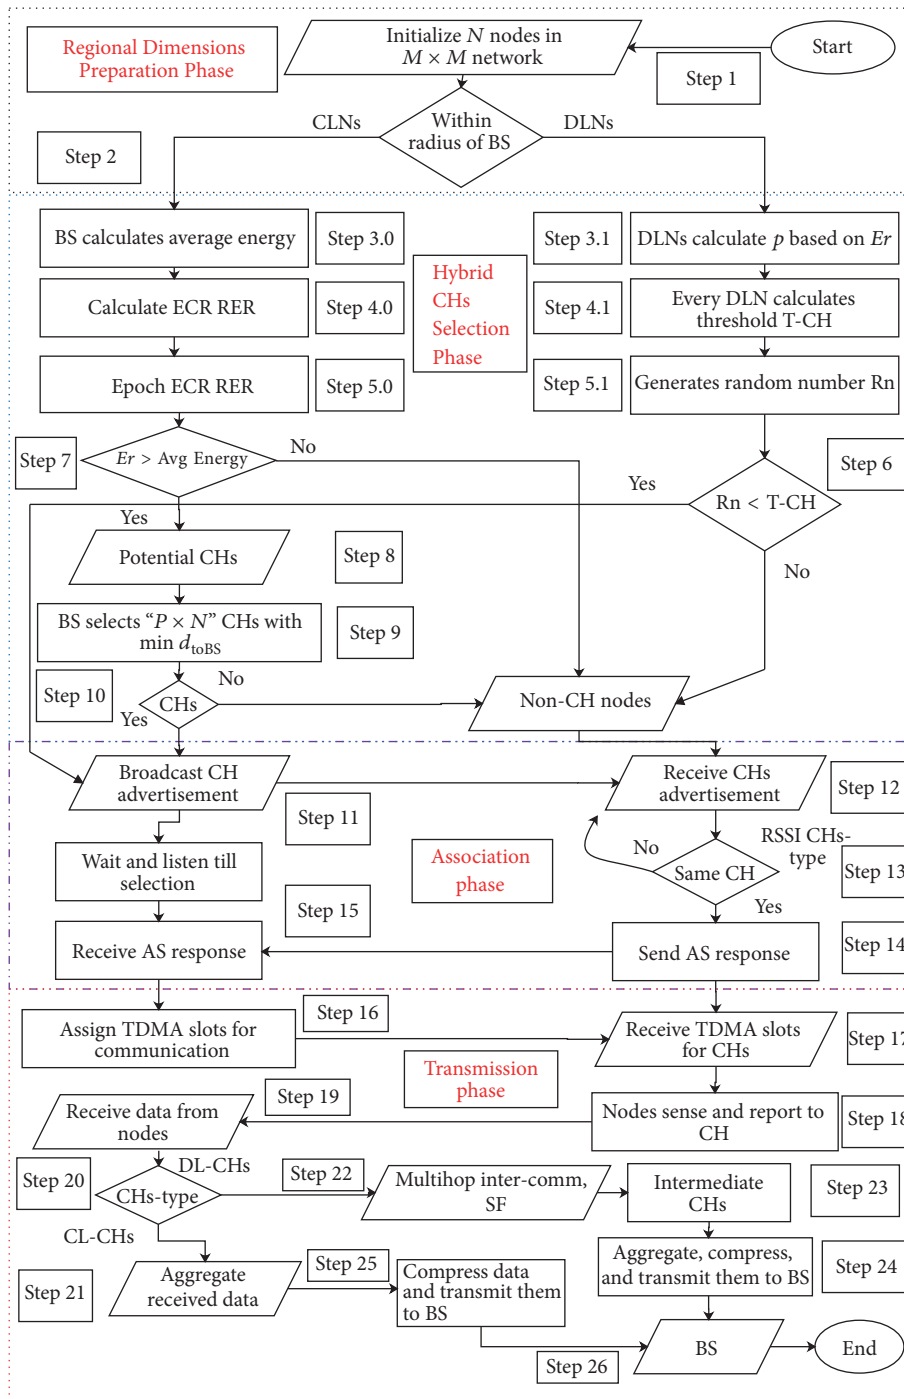 Regional Dimensions
Preparation Phase
Initialize N nodes in
M × M network
Start
Step 1
CLNs
Within
radius of BS
DLNs
Step 2
BS calculates average energy
Step 3.0
Step 3.1
DLNs calculate p based on Er
Hybrid
CHs
Selection
Phase
Calculate ECR RER
Step 4.0
Step 4.1
Every DLN calculates
threshold T-CH
Epoch ECR RER
Step 5.0
Step 5.1
Generates random number Rn
Step 7
Er > Avg Energy
No
Step 6
Yes
Rn < T-CH
Yes
Potential CHs
Step 8
No
BS selects “P × N” CHs with
min dtoBS
Step 9
Step 10
No
CHs
Yes
Non-CH nodes
Broadcast CH
advertisement
Receive CHs
advertisement
Step 12
Step 11
RSSI CHs-
type
Wait and listen till
selection
Association
phase
No
Same CH
Step 13
Step 15
Yes
Receive AS response
Send AS response
Step 14
Assign TDMA slots for
communication
Step 16
Receive TDMA slots
for CHs
Step 17
Transmission
phase
Step 19
Receive data from
nodes
Nodes sense and report to
CH
Step 18
DL-CHs
Step 20
CHs-type
Step 22
Multihop inter-comm,
SF
Intermediate
CHs
Step 23
CL-CHs
Step 21
Aggregate
received data
Step 25
Compress data
and transmit them
to BS
Aggregate, compress,
and transmit them to BS
Step 24
Step 26
BS
End